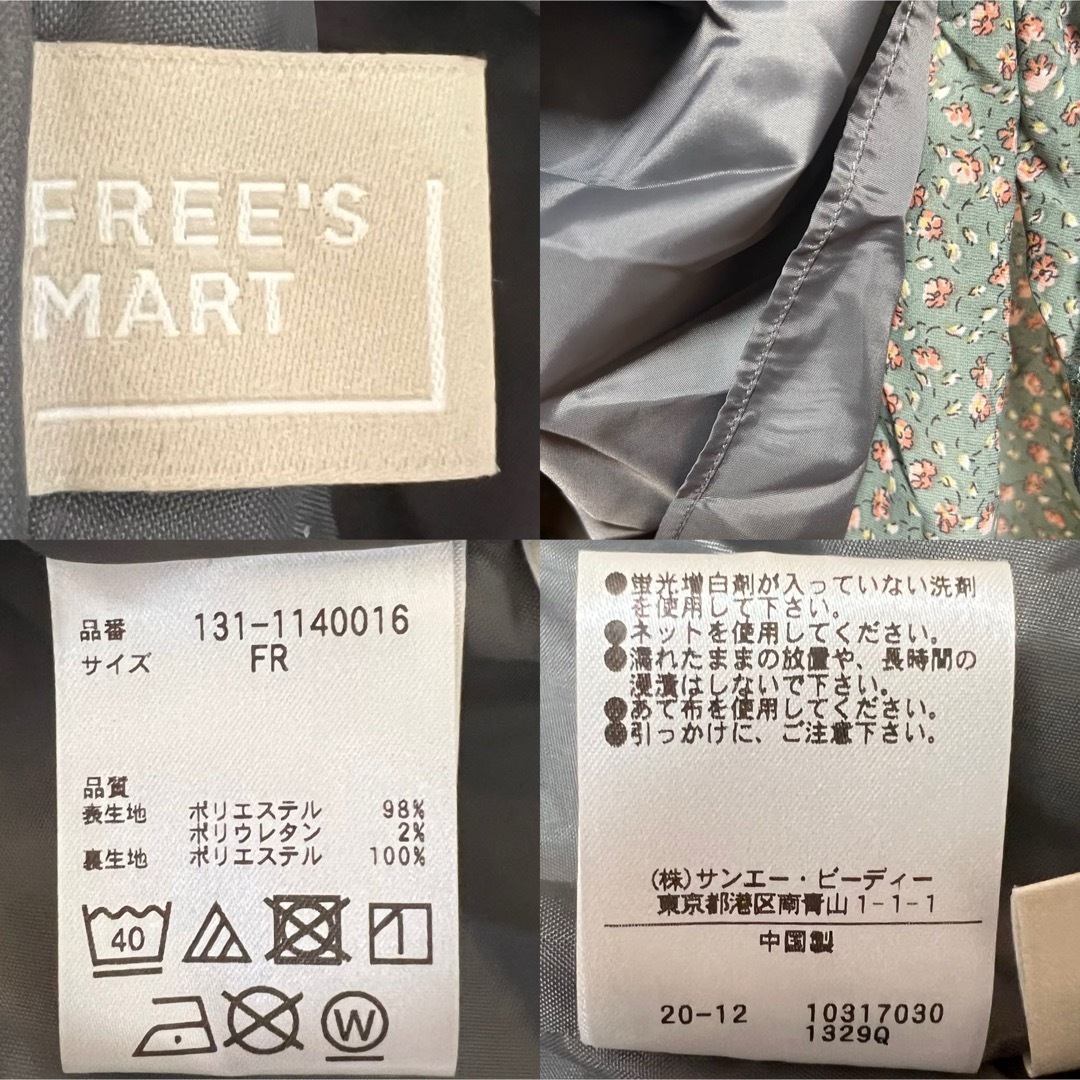 FREE'S
MART
品番 131-1140016
サイズ FR
品質
表生地 ポリエステル 98%
ポリウレタン 2%
裏生地 ポリエステル 100%
40
W
●蛍光増白剤が入っていない洗剤
を使用して下さい。
●ネットを使用してください。
●濡れたままの放置や、長時間の
浸漬はしないで下さい。
●あて布を使用してください。
●引っかけに、ご注意下さい。
(株)サンエー・ビーディー
東京都港区南青山1-1-1
中国製
20-12 10317030
1329Q